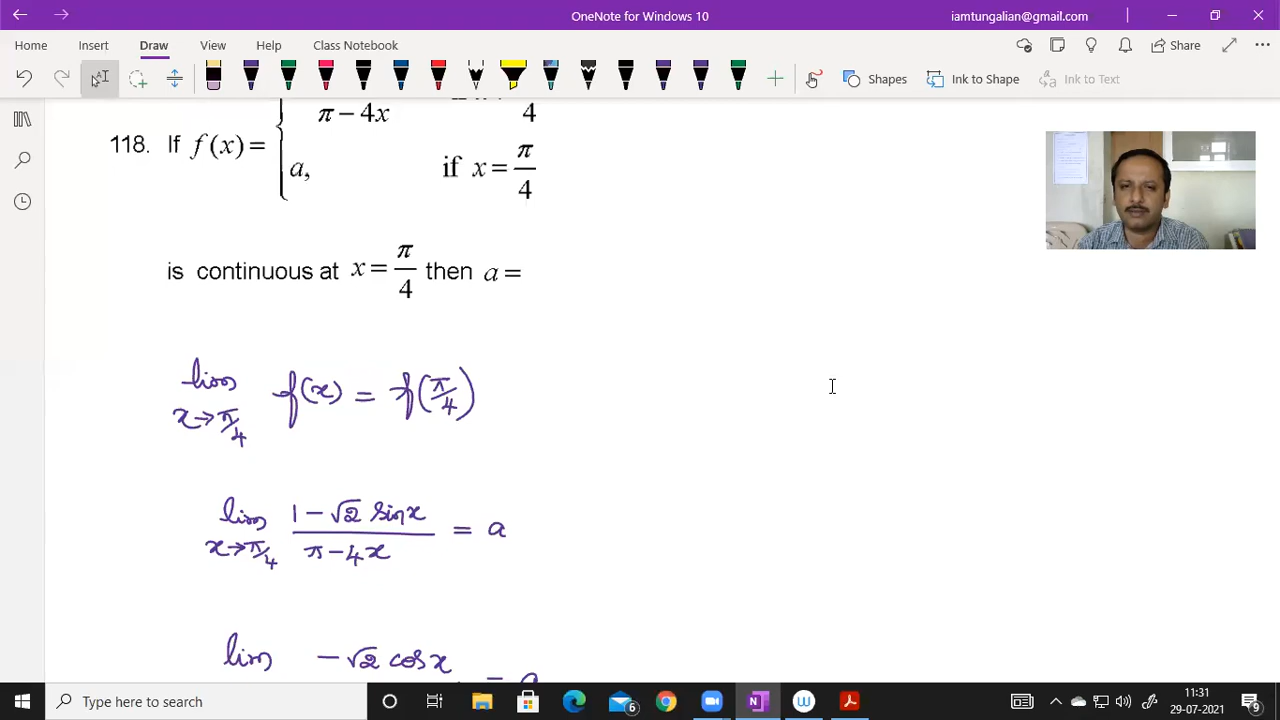 OneNote for Windows 10
iamtungalian@gmail.com
Home Insert Draw View Help Class Notebook
Share
Shapes Ink to Shape Ink to Text
π − 4x 4
118. If f(x) =
a, if x = π/4
is continuous at x = π/4 then a =
lim x→π/4 f(x) = f(π/4)
lim x→π/4 (1 − √2 sin x)/(π − 4x) = a
lim − √2 cos x = a
Type here to search
6
11:31
29-07-2021
9